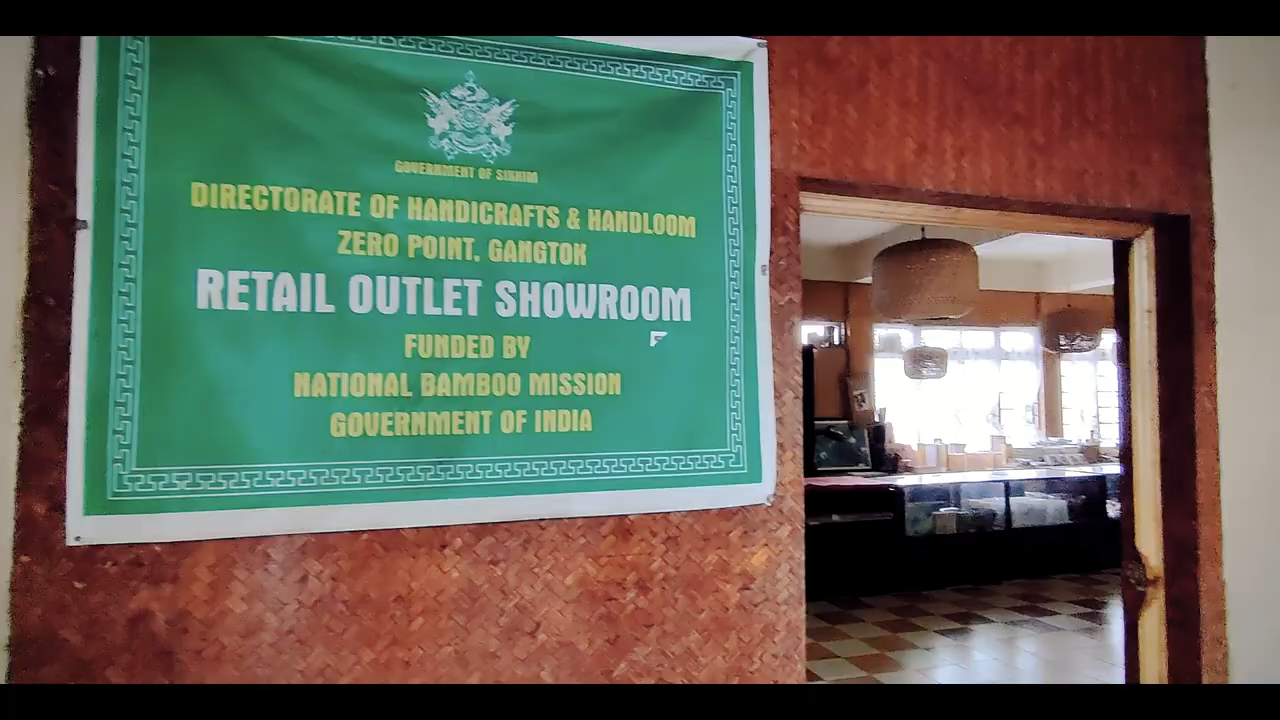 GOVERNMENT OF SIKKIM
DIRECTORATE OF HANDICRAFTS & HANDLOOM
ZERO POINT, GANGTOK
RETAIL OUTLET SHOWROOM
FUNDED BY
NATIONAL BAMBOO MISSION
GOVERNMENT OF INDIA